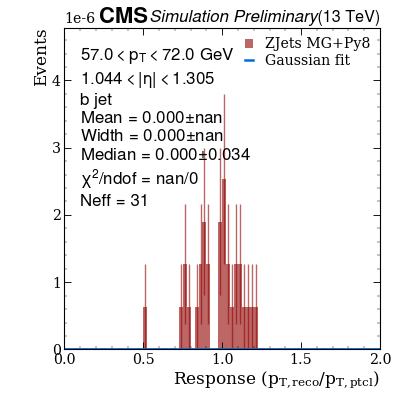 1e-6 CMS Simulation Preliminary (13 TeV)
57.0 < pT < 72.0 GeV
1.044 < |η| < 1.305
b jet
Mean = 0.000±nan
Width = 0.000±nan
Median = 0.000±0.034
χ²/ndof = nan/0
Neff = 31
ZJets MG+Py8
Gaussian fit
Events
4
3
2
1
0
0.0 0.5 1.0 1.5 2.0
Response (pT,reco/pT,ptcl)